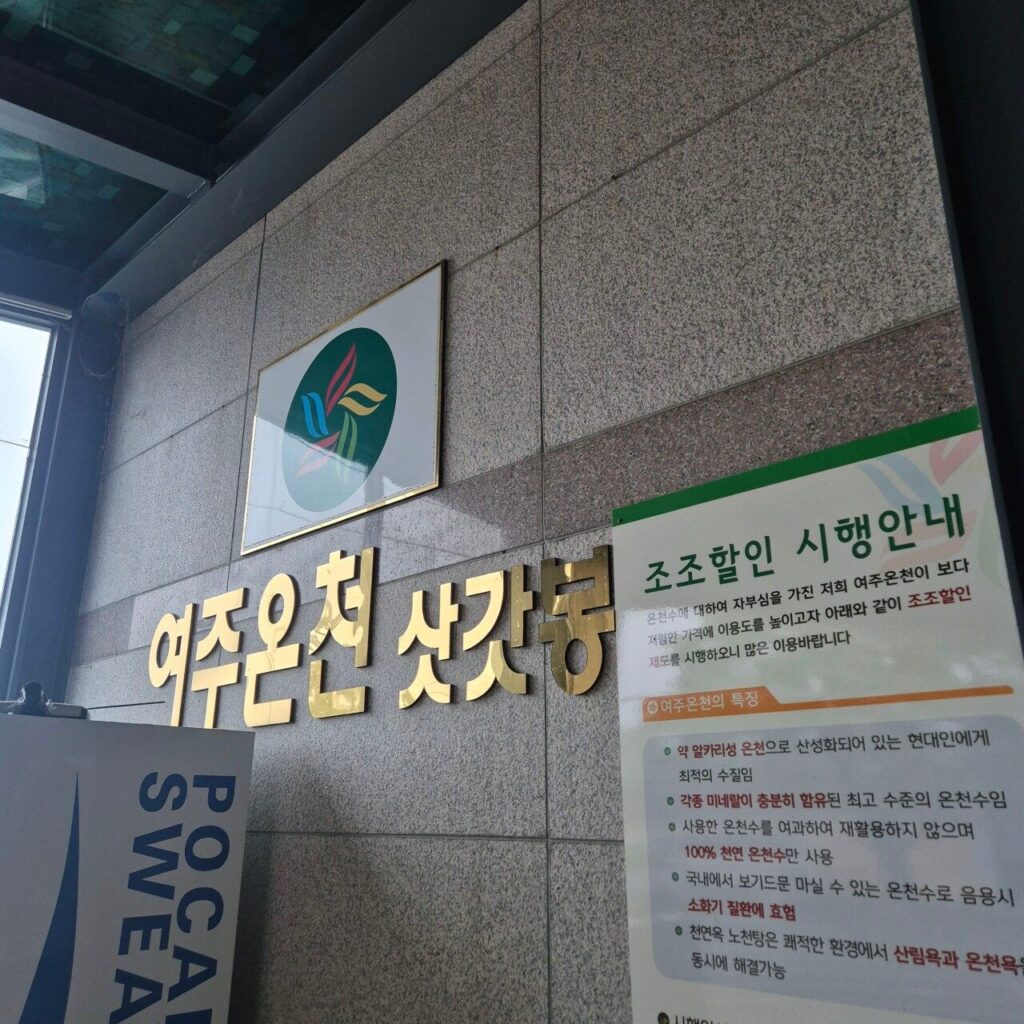 여주온천 삿갓봉
조조할인 시행안내
온천수에 대하여 자부심을 가진 저희 여주온천이 보다
저렴한 가격에 이용도를 높이고자 아래와 같이 조조할인
제도를 시행하오니 많은 이용바랍니다
여주온천의 특징
약 알카리성 온천으로 산성화되어 있는 현대인에게
최적의 수질임
각종 미네랄이 충분히 함유된 최고 수준의 온천수임
사용한 온천수를 여과하여 재활용하지 않으며
100% 천연 온천수만 사용
국내에서 보기드문 마실 수 있는 온천수로 음용시
소화기 질환에 효험
천연옥 노천탕은 쾌적한 환경에서 산림욕과 온천욕을
동시에 해결가능
POCA
SWEA